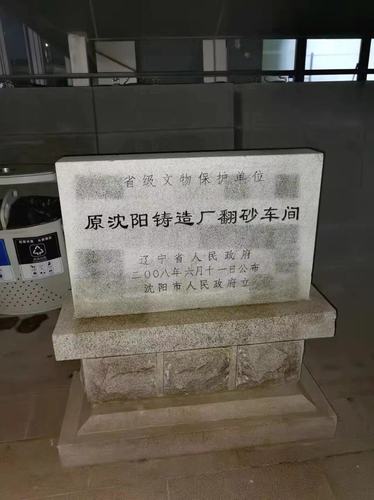 省级文物保护单位
原沈阳铸造厂翻砂车间
辽宁省人民政府
二〇〇八年六月十一日公布
沈阳市人民政府立